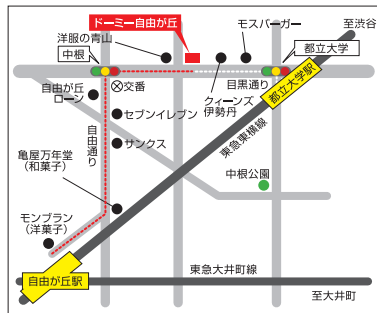 ドーミー自由が丘
モスバーガー
至渋谷
洋服の青山
中根
都立大学
交番
目黒通り
自由が丘
ローン
クィーンズ
伊勢丹
都立大学駅
セブンイレブン
自由通り
サンクス
東急東横線
亀屋万年堂
(和菓子)
中根公園
モンブラン
(洋菓子)
東急大井町線
自由が丘駅
至大井町